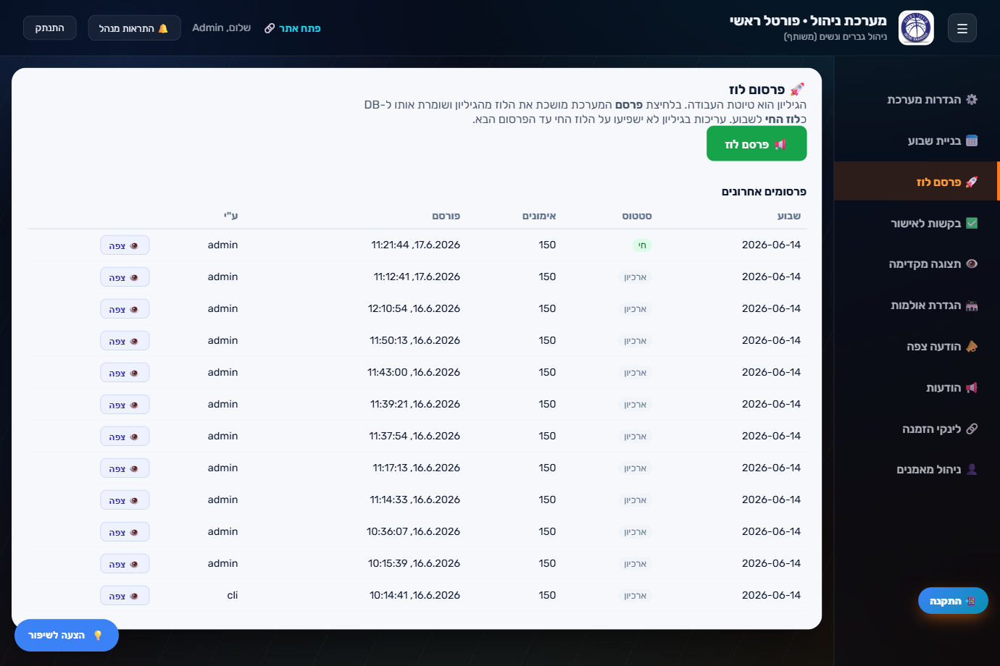 מערכת ניהול • פורטל ראשי
ניהול גברים ונשים (משותף)
פתח אתר
שלום, Admin
התראות מנהל
התנתק
הגדרות מערכת
בניית שבוע
פרסם לוז
בקשות לאישור
תצוגה מקדימה
הגדרת אולמות
הודעה צפה
הודעות
לינקי הזמנה
ניהול מאמנים
התקנה
פרסום לוז
הגיליון הוא טיוטת העבודה. בלחיצת פרסם המערכת מושכת את הלוז מהגיליון ושומרת אותו ל-DB
כלוז החי לשבוע. עריכות בגיליון לא ישפיעו על הלוז החי עד הפרסום הבא.
פרסם לוז
פרסומים אחרונים
שבוע סטטוס אימונים פורסם ע"י
2026-06-14 חי 150 17.6.2026, 11:21:44 admin צפה
2026-06-14 ארכיון 150 17.6.2026, 11:12:41 admin צפה
2026-06-14 ארכיון 150 16.6.2026, 12:10:54 admin צפה
2026-06-14 ארכיון 150 16.6.2026, 11:50:13 admin צפה
2026-06-14 ארכיון 150 16.6.2026, 11:43:00 admin צפה
2026-06-14 ארכיון 150 16.6.2026, 11:39:21 admin צפה
2026-06-14 ארכיון 150 16.6.2026, 11:37:54 admin צפה
2026-06-14 ארכיון 150 16.6.2026, 11:17:13 admin צפה
2026-06-14 ארכיון 150 16.6.2026, 11:14:33 admin צפה
2026-06-14 ארכיון 150 16.6.2026, 10:36:07 admin צפה
2026-06-14 ארכיון 150 16.6.2026, 10:15:39 admin צפה
2026-06-14 ארכיון 150 16.6.2026, 10:14:41 cli צפה
הצעה לשיפור